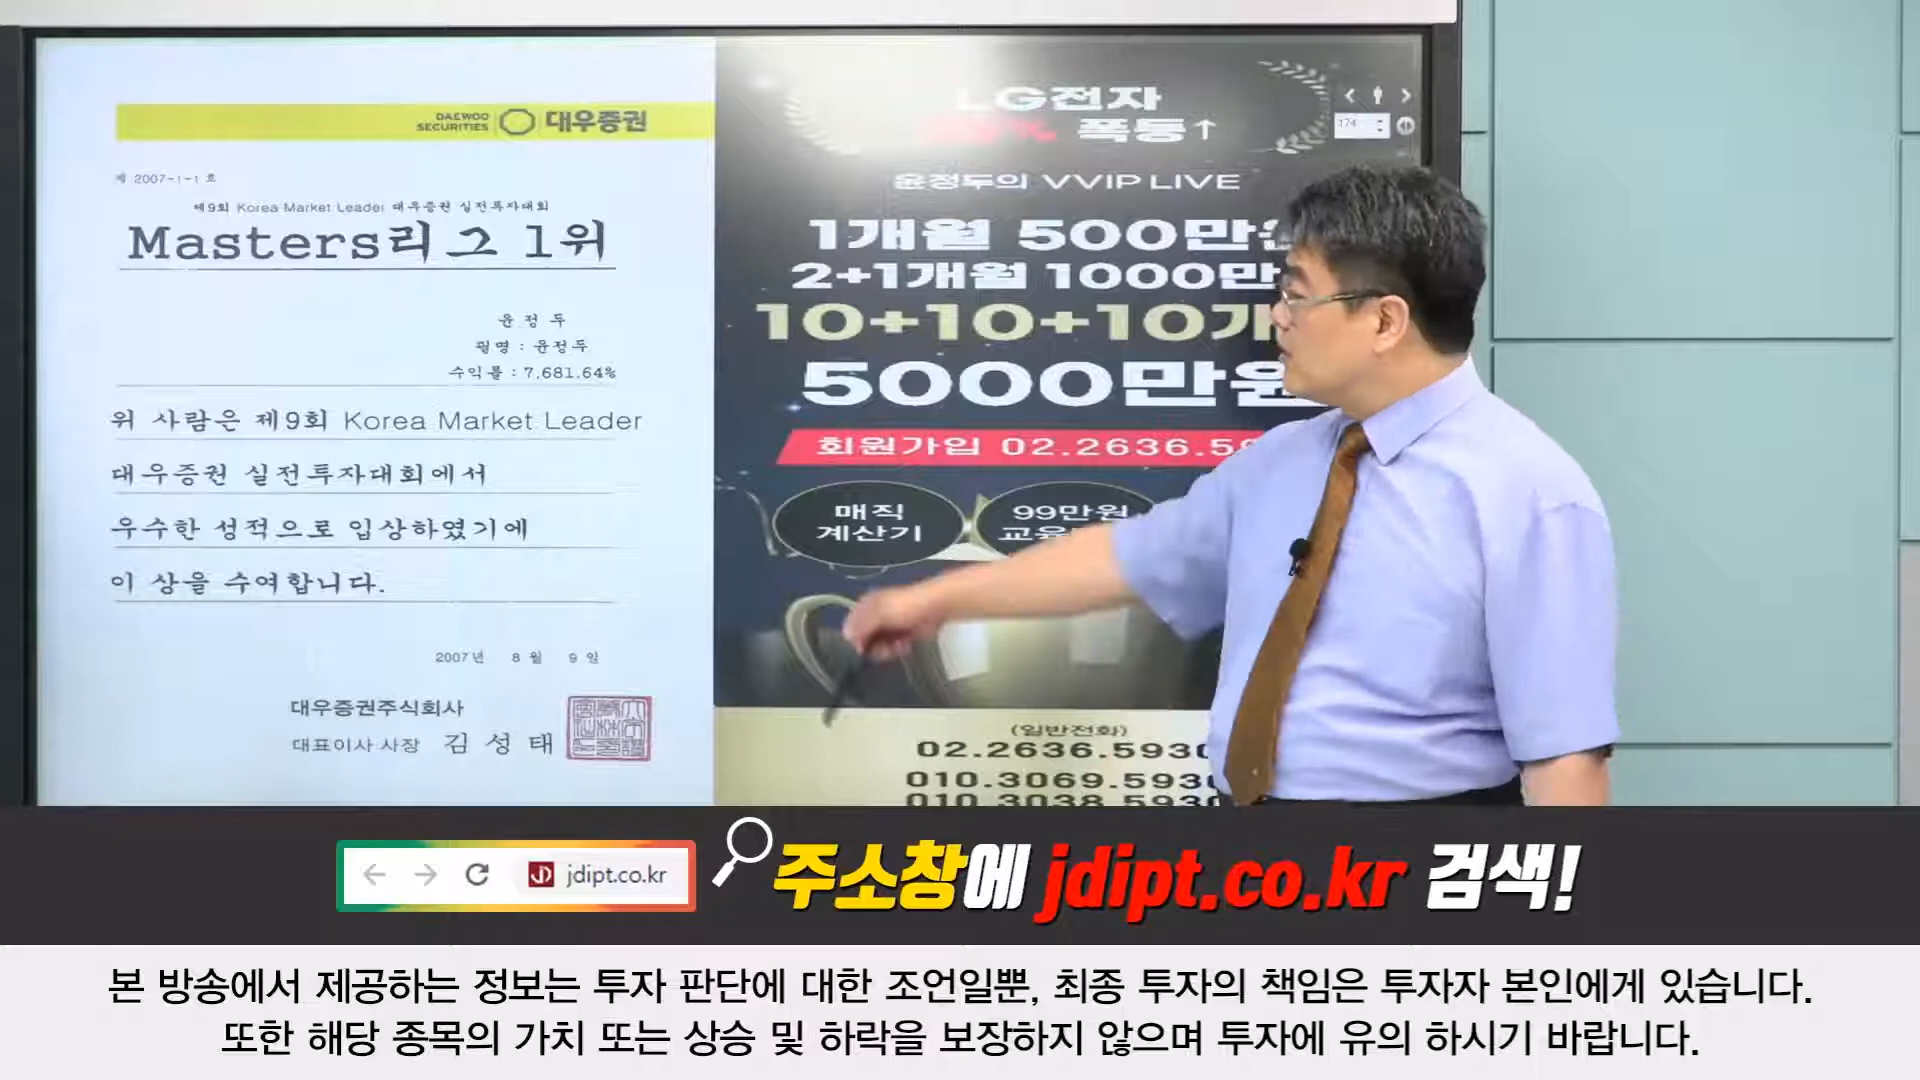 DAEWOO
SECURITIES
대우증권
제 2007-1-1 호
제9회 Korea Market Leader 대우증권 실전투자대회
Masters리그 1위
윤 정 두
필명 : 윤정두
수익률 : 7,681.64%
위 사람은 제9회 Korea Market Leader
대우증권 실전투자대회에서
우수한 성적으로 입상하였기에
이 상을 수여합니다.
2007년 8월 9일
대우증권주식회사
대표이사 사장 김 성 태
LG전자
폭등↑
174
윤정두의 VVIP LIVE
1개월 500만
2+1개월 1000만
10+10+10개
5000만원
회원가입 02.2636.5
매직
계산기
99만원
교육
(일반전화)
02.2636.5930
010.3069.5930
010.3038.5930
jdipt.co.kr
주소창에 jdipt.co.kr 검색!
본 방송에서 제공하는 정보는 투자 판단에 대한 조언일뿐, 최종 투자의 책임은 투자자 본인에게 있습니다.
또한 해당 종목의 가치 또는 상승 및 하락을 보장하지 않으며 투자에 유의 하시기 바랍니다.